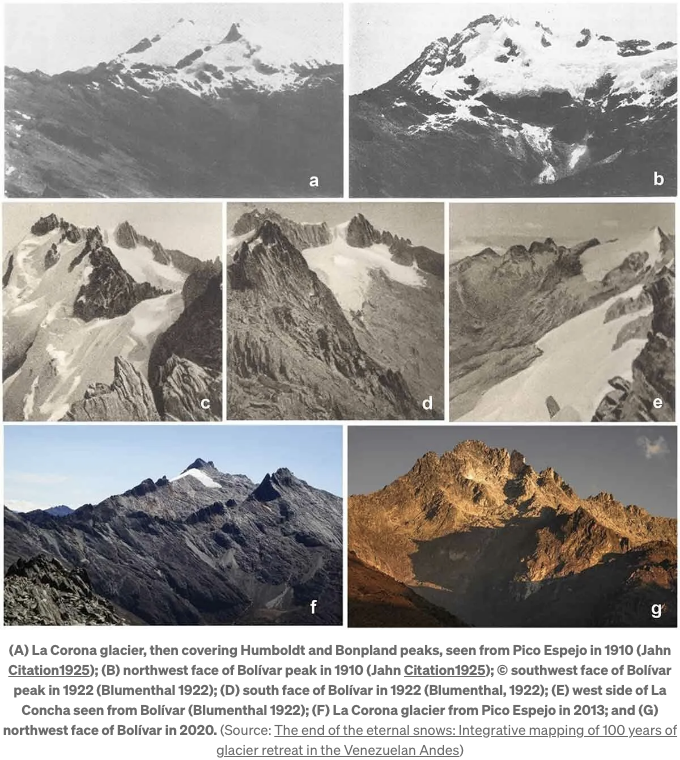 a
b
c
d
e
f
g
(A) La Corona glacier, then covering Humboldt and Bonpland peaks, seen from Pico Espejo in 1910 (Jahn
Citation1925); (B) northwest face of Bolívar peak in 1910 (Jahn Citation1925); © southwest face of Bolívar
peak in 1922 (Blumenthal 1922); (D) south face of Bolívar in 1922 (Blumenthal, 1922); (E) west side of La
Concha seen from Bolívar (Blumenthal 1922); (F) La Corona glacier from Pico Espejo in 2013; and (G)
northwest face of Bolívar in 2020. (Source: The end of the eternal snows: Integrative mapping of 100 years of
glacier retreat in the Venezuelan Andes)